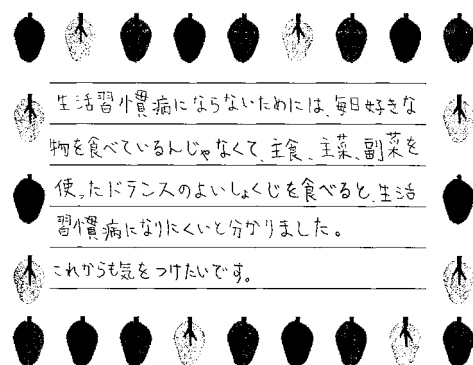 生活習慣病にならないためには、毎日好きな
物を食べているんじゃなくて、主食、主菜、副菜を
使ったドランスのよいしょくじを食べると、生活
習慣病になりにくいと分かりました。
これからも気をつけたいです。